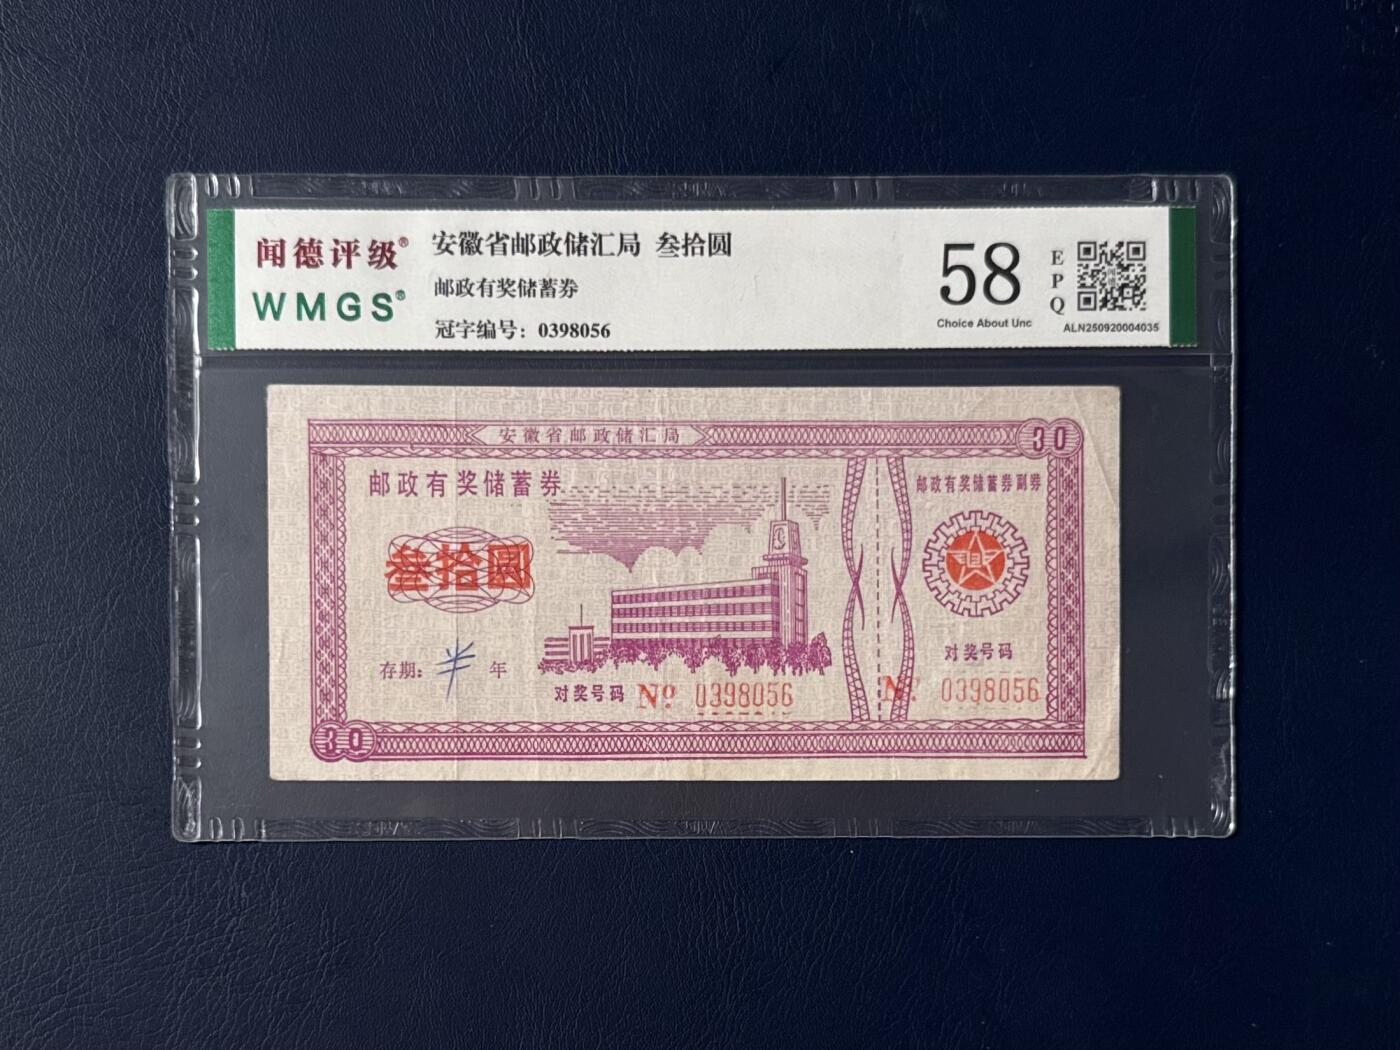 闻德评级®
WMGS®
安徽省邮政储汇局 叁拾圆
邮政有奖储蓄券
冠字编号：0398056
58
EPQ
Choice About Unc
ALN250920004035
安徽省邮政储汇局
30
邮政有奖储蓄券
邮政有奖储蓄券副券
叁拾圆
存期：半年
对奖号码 № 0398056
对奖号码
№ 0398056
30